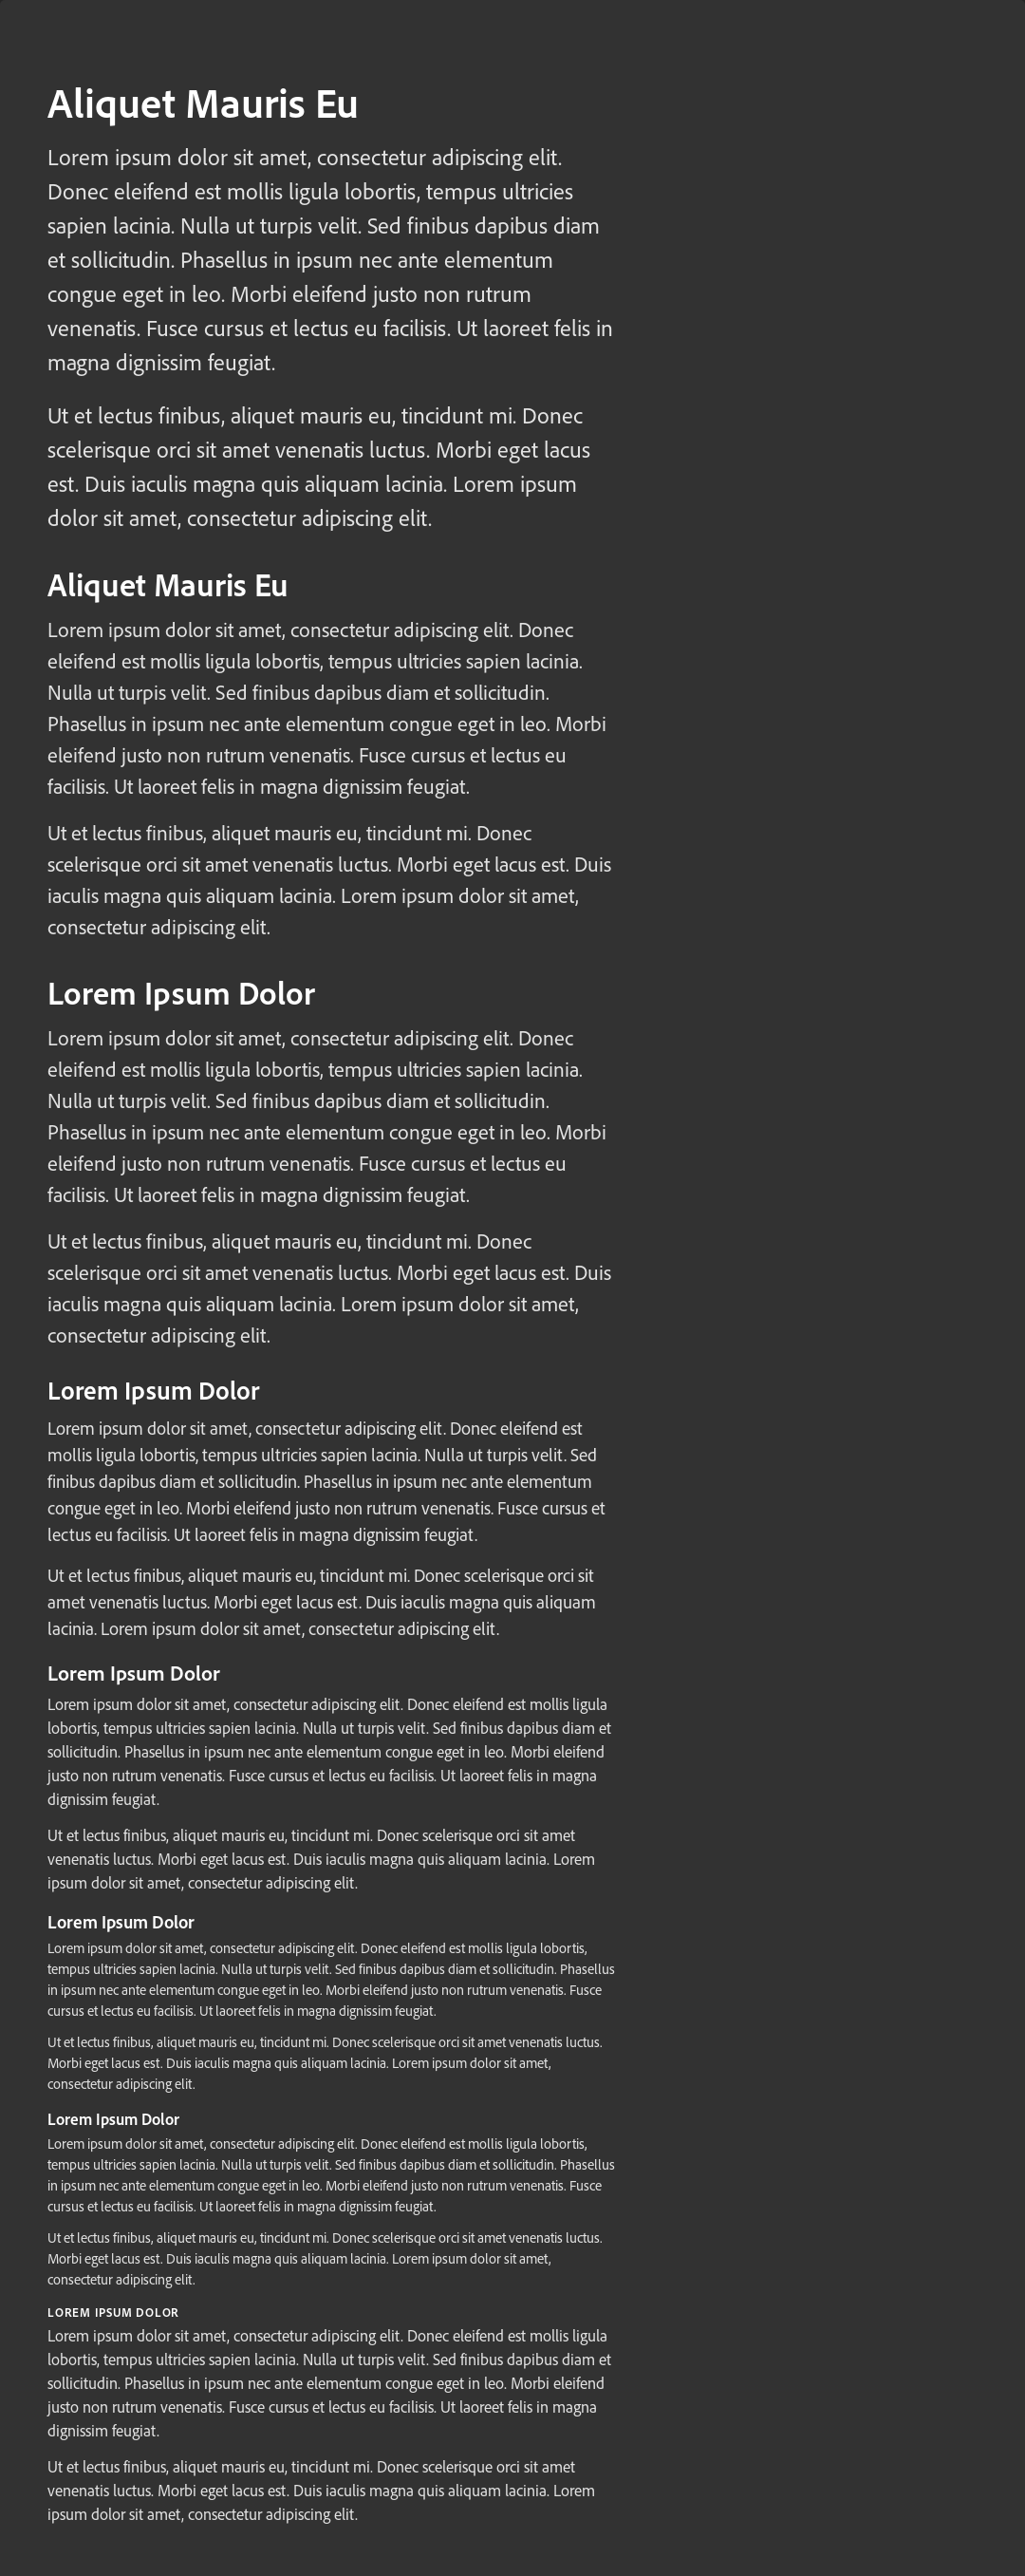 Aliquet Mauris Eu
Lorem ipsum dolor sit amet, consectetur adipiscing elit.
Donec eleifend est mollis ligula lobortis, tempus ultricies
sapien lacinia. Nulla ut turpis velit. Sed finibus dapibus diam
et sollicitudin. Phasellus in ipsum nec ante elementum
congue eget in leo. Morbi eleifend justo non rutrum
venenatis. Fusce cursus et lectus eu facilisis. Ut laoreet felis in
magna dignissim feugiat.
Ut et lectus finibus, aliquet mauris eu, tincidunt mi. Donec
scelerisque orci sit amet venenatis luctus. Morbi eget lacus
est. Duis iaculis magna quis aliquam lacinia. Lorem ipsum
dolor sit amet, consectetur adipiscing elit.
Aliquet Mauris Eu
Lorem ipsum dolor sit amet, consectetur adipiscing elit. Donec
eleifend est mollis ligula lobortis, tempus ultricies sapien lacinia.
Nulla ut turpis velit. Sed finibus dapibus diam et sollicitudin.
Phasellus in ipsum nec ante elementum congue eget in leo. Morbi
eleifend justo non rutrum venenatis. Fusce cursus et lectus eu
facilisis. Ut laoreet felis in magna dignissim feugiat.
Ut et lectus finibus, aliquet mauris eu, tincidunt mi. Donec
scelerisque orci sit amet venenatis luctus. Morbi eget lacus est. Duis
iaculis magna quis aliquam lacinia. Lorem ipsum dolor sit amet,
consectetur adipiscing elit.
Lorem Ipsum Dolor
Lorem ipsum dolor sit amet, consectetur adipiscing elit. Donec
eleifend est mollis ligula lobortis, tempus ultricies sapien lacinia.
Nulla ut turpis velit. Sed finibus dapibus diam et sollicitudin.
Phasellus in ipsum nec ante elementum congue eget in leo. Morbi
eleifend justo non rutrum venenatis. Fusce cursus et lectus eu
facilisis. Ut laoreet felis in magna dignissim feugiat.
Ut et lectus finibus, aliquet mauris eu, tincidunt mi. Donec
scelerisque orci sit amet venenatis luctus. Morbi eget lacus est. Duis
iaculis magna quis aliquam lacinia. Lorem ipsum dolor sit amet,
consectetur adipiscing elit.
Lorem Ipsum Dolor
Lorem ipsum dolor sit amet, consectetur adipiscing elit. Donec eleifend est
mollis ligula lobortis, tempus ultricies sapien lacinia. Nulla ut turpis velit. Sed
finibus dapibus diam et sollicitudin. Phasellus in ipsum nec ante elementum
congue eget in leo. Morbi eleifend justo non rutrum venenatis. Fusce cursus et
lectus eu facilisis. Ut laoreet felis in magna dignissim feugiat.
Ut et lectus finibus, aliquet mauris eu, tincidunt mi. Donec scelerisque orci sit
amet venenatis luctus. Morbi eget lacus est. Duis iaculis magna quis aliquam
lacinia. Lorem ipsum dolor sit amet, consectetur adipiscing elit.
Lorem Ipsum Dolor
Lorem ipsum dolor sit amet, consectetur adipiscing elit. Donec eleifend est mollis ligula
lobortis, tempus ultricies sapien lacinia. Nulla ut turpis velit. Sed finibus dapibus diam et
sollicitudin. Phasellus in ipsum nec ante elementum congue eget in leo. Morbi eleifend
justo non rutrum venenatis. Fusce cursus et lectus eu facilisis. Ut laoreet felis in magna
dignissim feugiat.
Ut et lectus finibus, aliquet mauris eu, tincidunt mi. Donec scelerisque orci sit amet
venenatis luctus. Morbi eget lacus est. Duis iaculis magna quis aliquam lacinia. Lorem
ipsum dolor sit amet, consectetur adipiscing elit.
Lorem Ipsum Dolor
Lorem ipsum dolor sit amet, consectetur adipiscing elit. Donec eleifend est mollis ligula lobortis,
tempus ultricies sapien lacinia. Nulla ut turpis velit. Sed finibus dapibus diam et sollicitudin. Phasellus
in ipsum nec ante elementum congue eget in leo. Morbi eleifend justo non rutrum venenatis. Fusce
cursus et lectus eu facilisis. Ut laoreet felis in magna dignissim feugiat.
Ut et lectus finibus, aliquet mauris eu, tincidunt mi. Donec scelerisque orci sit amet venenatis luctus.
Morbi eget lacus est. Duis iaculis magna quis aliquam lacinia. Lorem ipsum dolor sit amet,
consectetur adipiscing elit.
Lorem Ipsum Dolor
Lorem ipsum dolor sit amet, consectetur adipiscing elit. Donec eleifend est mollis ligula lobortis,
tempus ultricies sapien lacinia. Nulla ut turpis velit. Sed finibus dapibus diam et sollicitudin. Phasellus
in ipsum nec ante elementum congue eget in leo. Morbi eleifend justo non rutrum venenatis. Fusce
cursus et lectus eu facilisis. Ut laoreet felis in magna dignissim feugiat.
Ut et lectus finibus, aliquet mauris eu, tincidunt mi. Donec scelerisque orci sit amet venenatis luctus.
Morbi eget lacus est. Duis iaculis magna quis aliquam lacinia. Lorem ipsum dolor sit amet,
consectetur adipiscing elit.
LOREM IPSUM DOLOR
Lorem ipsum dolor sit amet, consectetur adipiscing elit. Donec eleifend est mollis ligula
lobortis, tempus ultricies sapien lacinia. Nulla ut turpis velit. Sed finibus dapibus diam et
sollicitudin. Phasellus in ipsum nec ante elementum congue eget in leo. Morbi eleifend
justo non rutrum venenatis. Fusce cursus et lectus eu facilisis. Ut laoreet felis in magna
dignissim feugiat.
Ut et lectus finibus, aliquet mauris eu, tincidunt mi. Donec scelerisque orci sit amet
venenatis luctus. Morbi eget lacus est. Duis iaculis magna quis aliquam lacinia. Lorem
ipsum dolor sit amet, consectetur adipiscing elit.